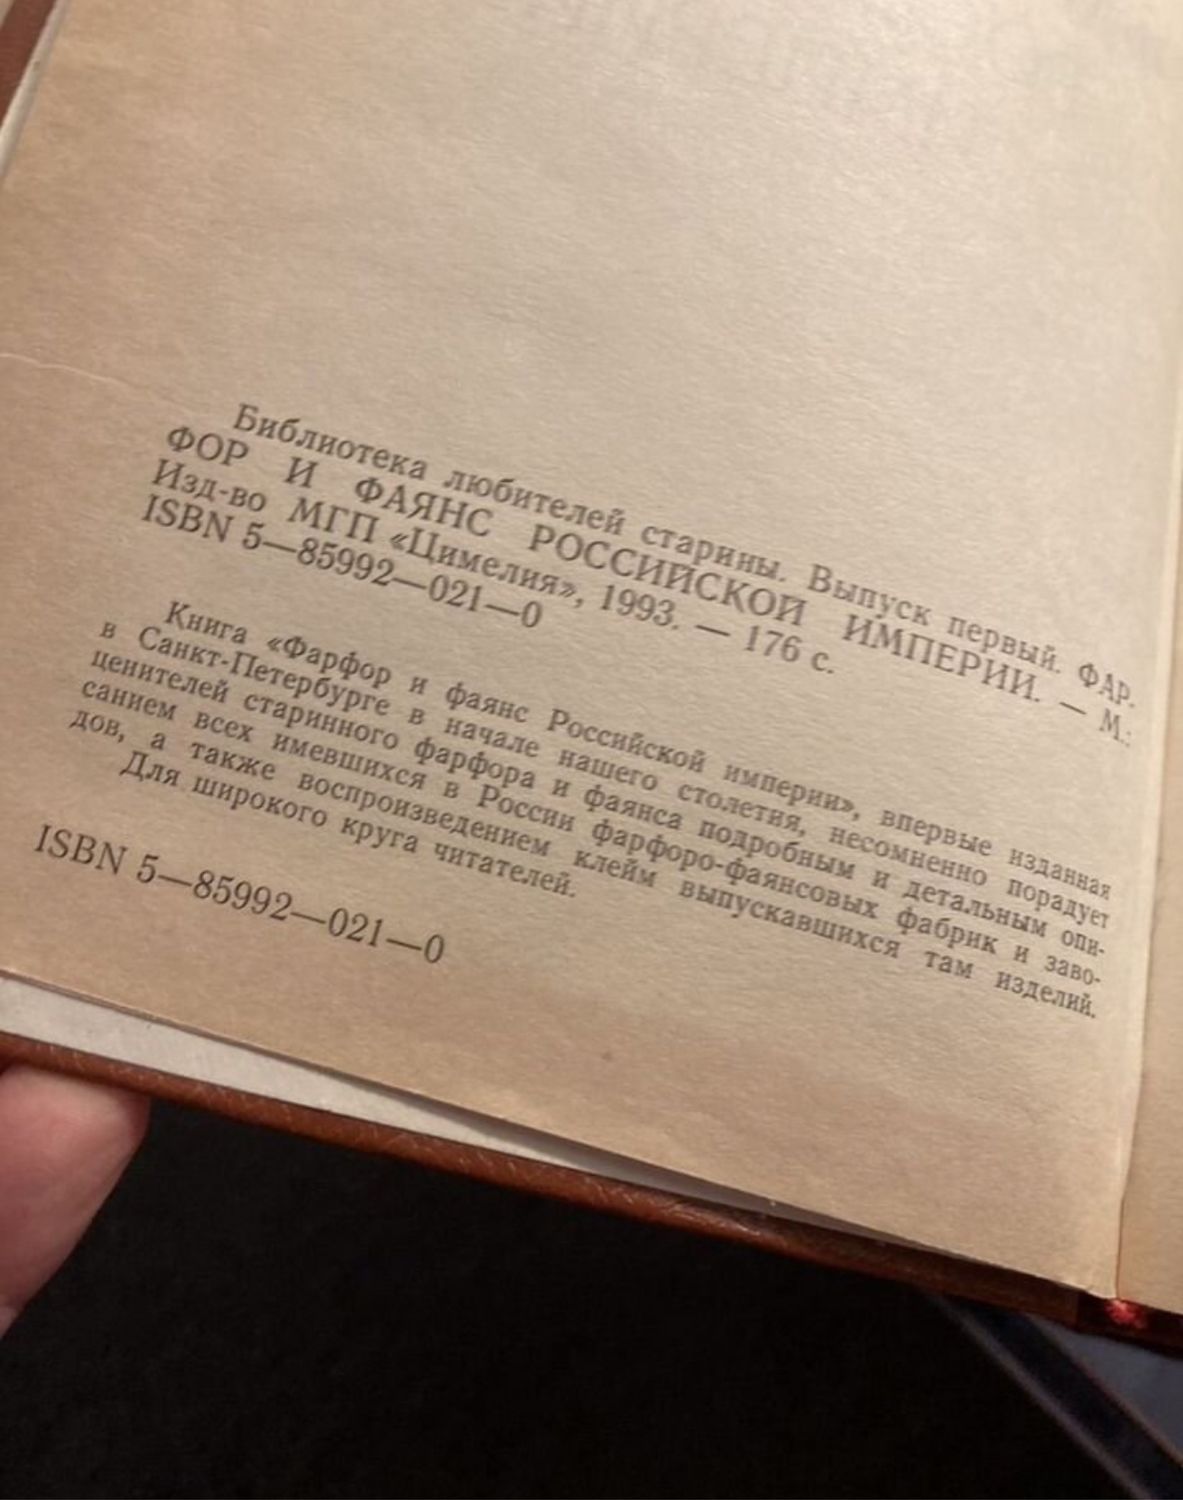 Библиотека любителей старины. Выпуск первый. ФАР-
ФОР И ФАЯНС РОССИЙСКОЙ ИМПЕРИИ. — М.:
Изд-во МГП «Цимелия», 1993. — 176 с.
ISBN 5—85992—021—0
Книга «Фарфор и фаянс Российской империи», впервые изданная
в Санкт-Петербурге в начале нашего столетия, несомненно порадует
ценителей старинного фарфора и фаянса подробным и детальным опи-
санием всех имевшихся в России фарфоро-фаянсовых фабрик и заво-
дов, а также воспроизведением клейм выпускавшихся там изделий.
Для широкого круга читателей.
ISBN 5—85992—021—0